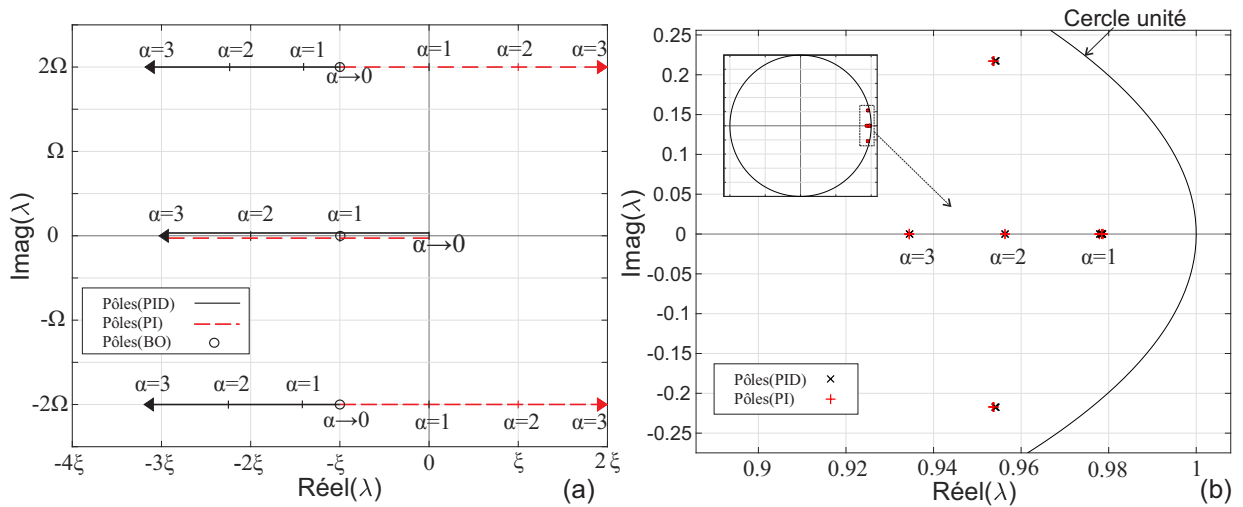 α=3 α=2 α=1 α=1 α=2 α=3
2Ω
α→0
Ω
α=3 α=2 α=1
0
α→0
Pôles(PID)
Pôles(PI)
Pôles(BO)
-Ω
α=3 α=2 α=1
-2Ω
α→0 α=1 α=2 α=3
-4ξ -3ξ -2ξ -ξ 0 ξ 2ξ
Imag(λ)
Réel(λ)
(a)
Cercle unité
0.25
0.2
0.15
0.1
0.05
0
-0.05
-0.1
-0.15
-0.2
-0.25
α=3 α=2 α=1
Pôles(PID)
Pôles(PI)
0.9 0.92 0.94 0.96 0.98 1
Imag(λ)
Réel(λ)
(b)